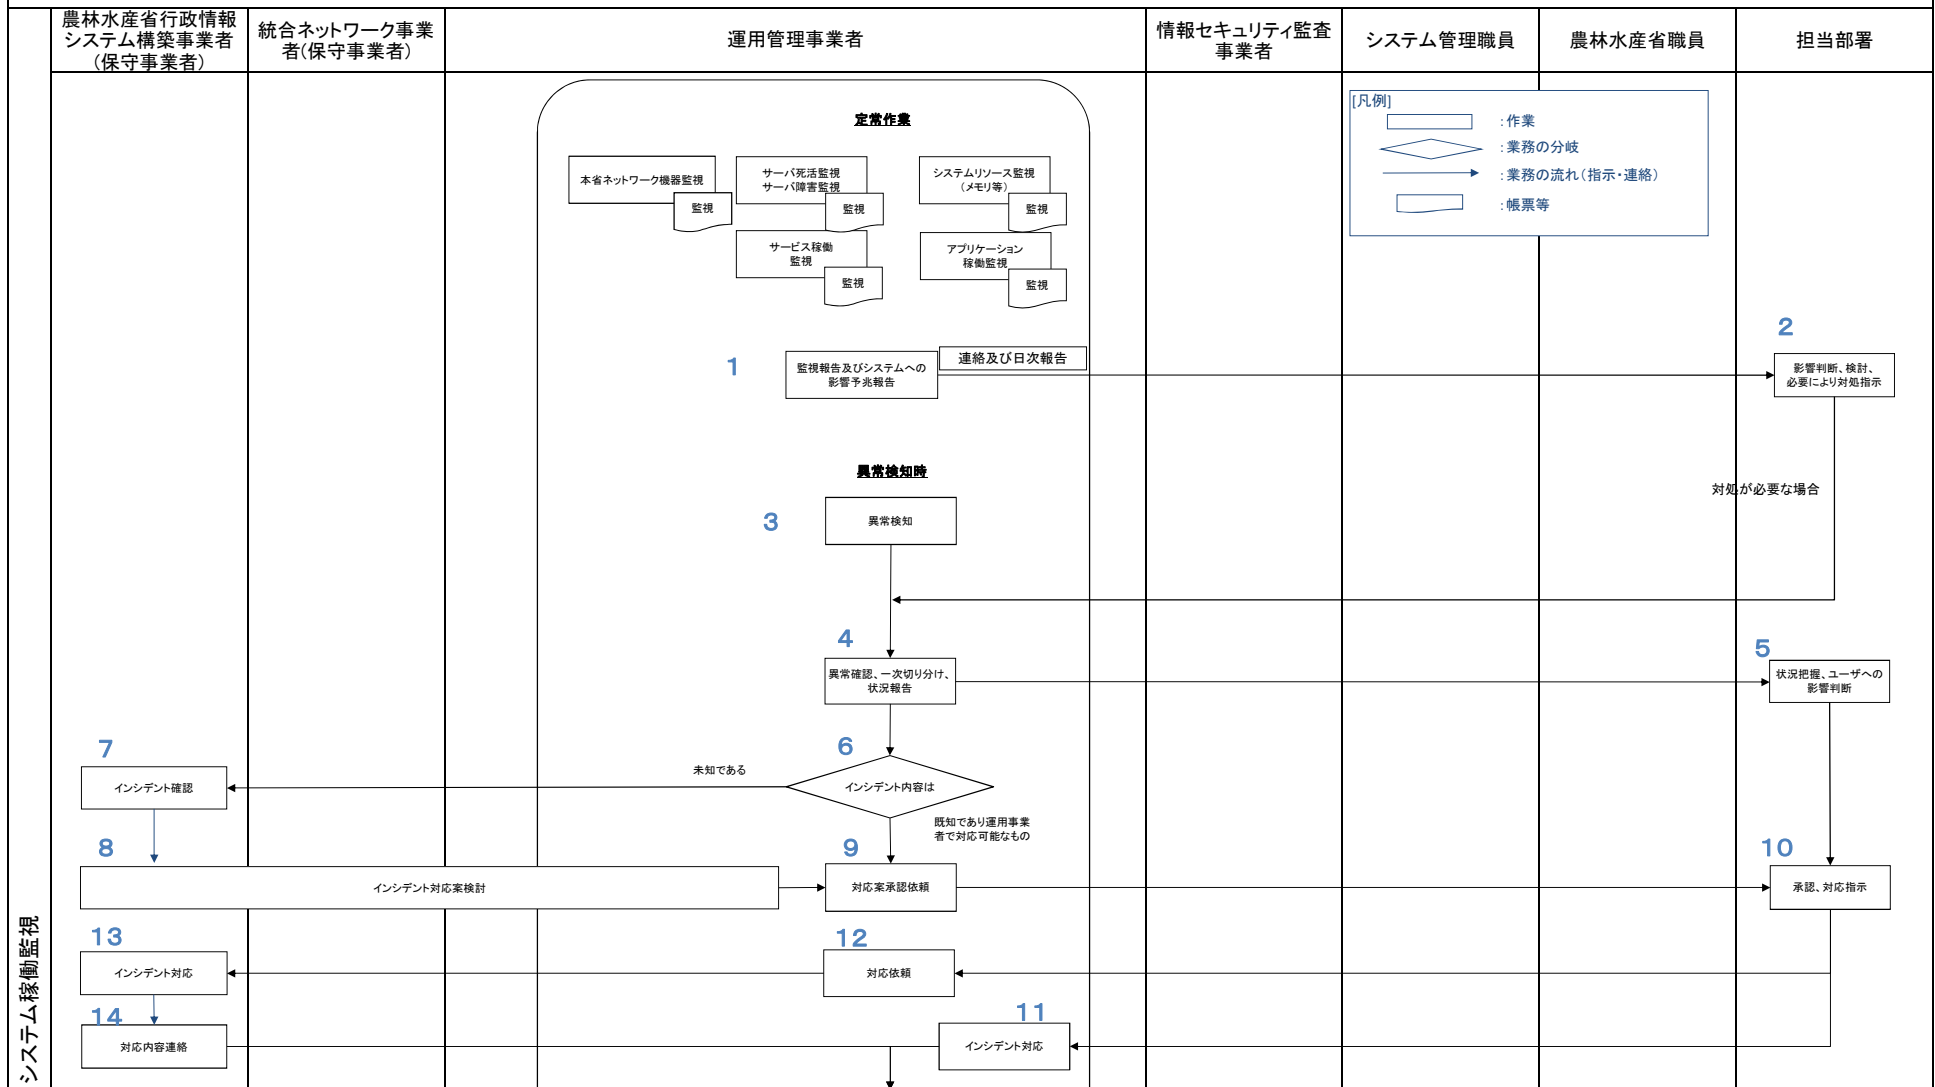 農林水産省行政情報
システム構築事業者
(保守事業者)
統合ネットワーク事業
者(保守事業者)
運用管理事業者
情報セキュリティ監査
事業者
システム管理職員
農林水産省職員
担当部署
システム稼働監視
[凡例]
:作業
:業務の分岐
:業務の流れ(指示・連絡)
:帳票等
定常作業
本省ネットワーク機器監視
監視
サーバ死活監視
サーバ障害監視
監視
システムリソース監視
(メモリ等)
監視
サービス稼働
監視
監視
アプリケーション
稼働監視
監視
1
監視報告及びシステムへの
影響予兆報告
連絡及び日次報告
2
影響判断、検討、
必要により対処指示
対処が必要な場合
異常検知時
3
異常検知
4
異常確認、一次切り分け、
状況報告
5
状況把握、ユーザへの
影響判断
6
インシデント内容は
未知である
既知であり運用事業
者で対応可能なもの
7
インシデント確認
8
インシデント対応案検討
9
対応案承認依頼
10
承認、対応指示
13
インシデント対応
12
対応依頼
14
対応内容連絡
11
インシデント対応